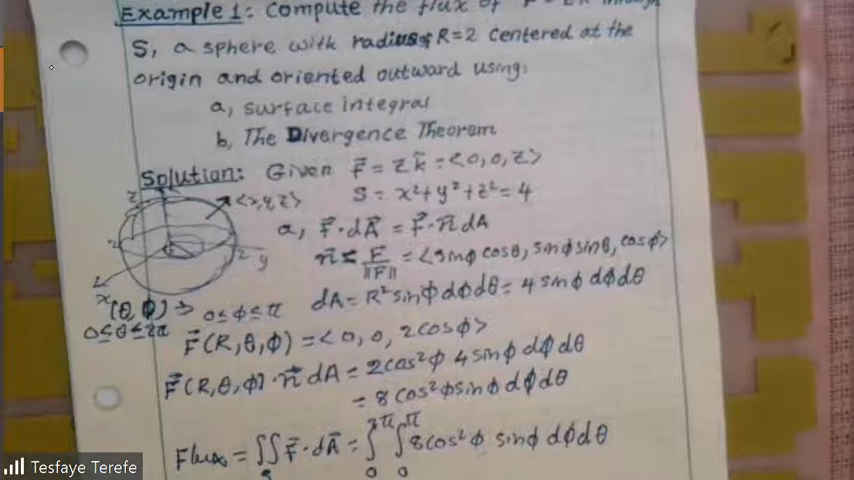 Example 1: Compute the flux of F = zk through
S, a sphere with radius of R=2 centered at the
origin and oriented outward using:
a, surface integral
b, The Divergence Theorem
Solution: Given F⃗ = z k̂ = <0, 0, z>
S = x²+y²+z² = 4
z
<x,y,z>
2
2
y
x
a, F⃗·dA⃗ = F⃗·n⃗ dA
n⃗ = F/||F|| = <sinφ cosθ, sinφ sinθ, cosφ>
(θ, φ) ⇒ 0≤φ≤π
0≤θ≤2π
dA = R² sinφ dφ dθ = 4 sinφ dφ dθ
F⃗(R,θ,φ) = <0, 0, 2cosφ>
F⃗(R,θ,φ)·n⃗ dA = 2cos²φ 4sinφ dφ dθ
= 8 cos²φ sinφ dφ dθ
Flux = ∬ₛ F⃗·dA⃗ = ∫₀^2π ∫₀^π 8cos²φ sinφ dφ dθ
Tesfaye Terefe